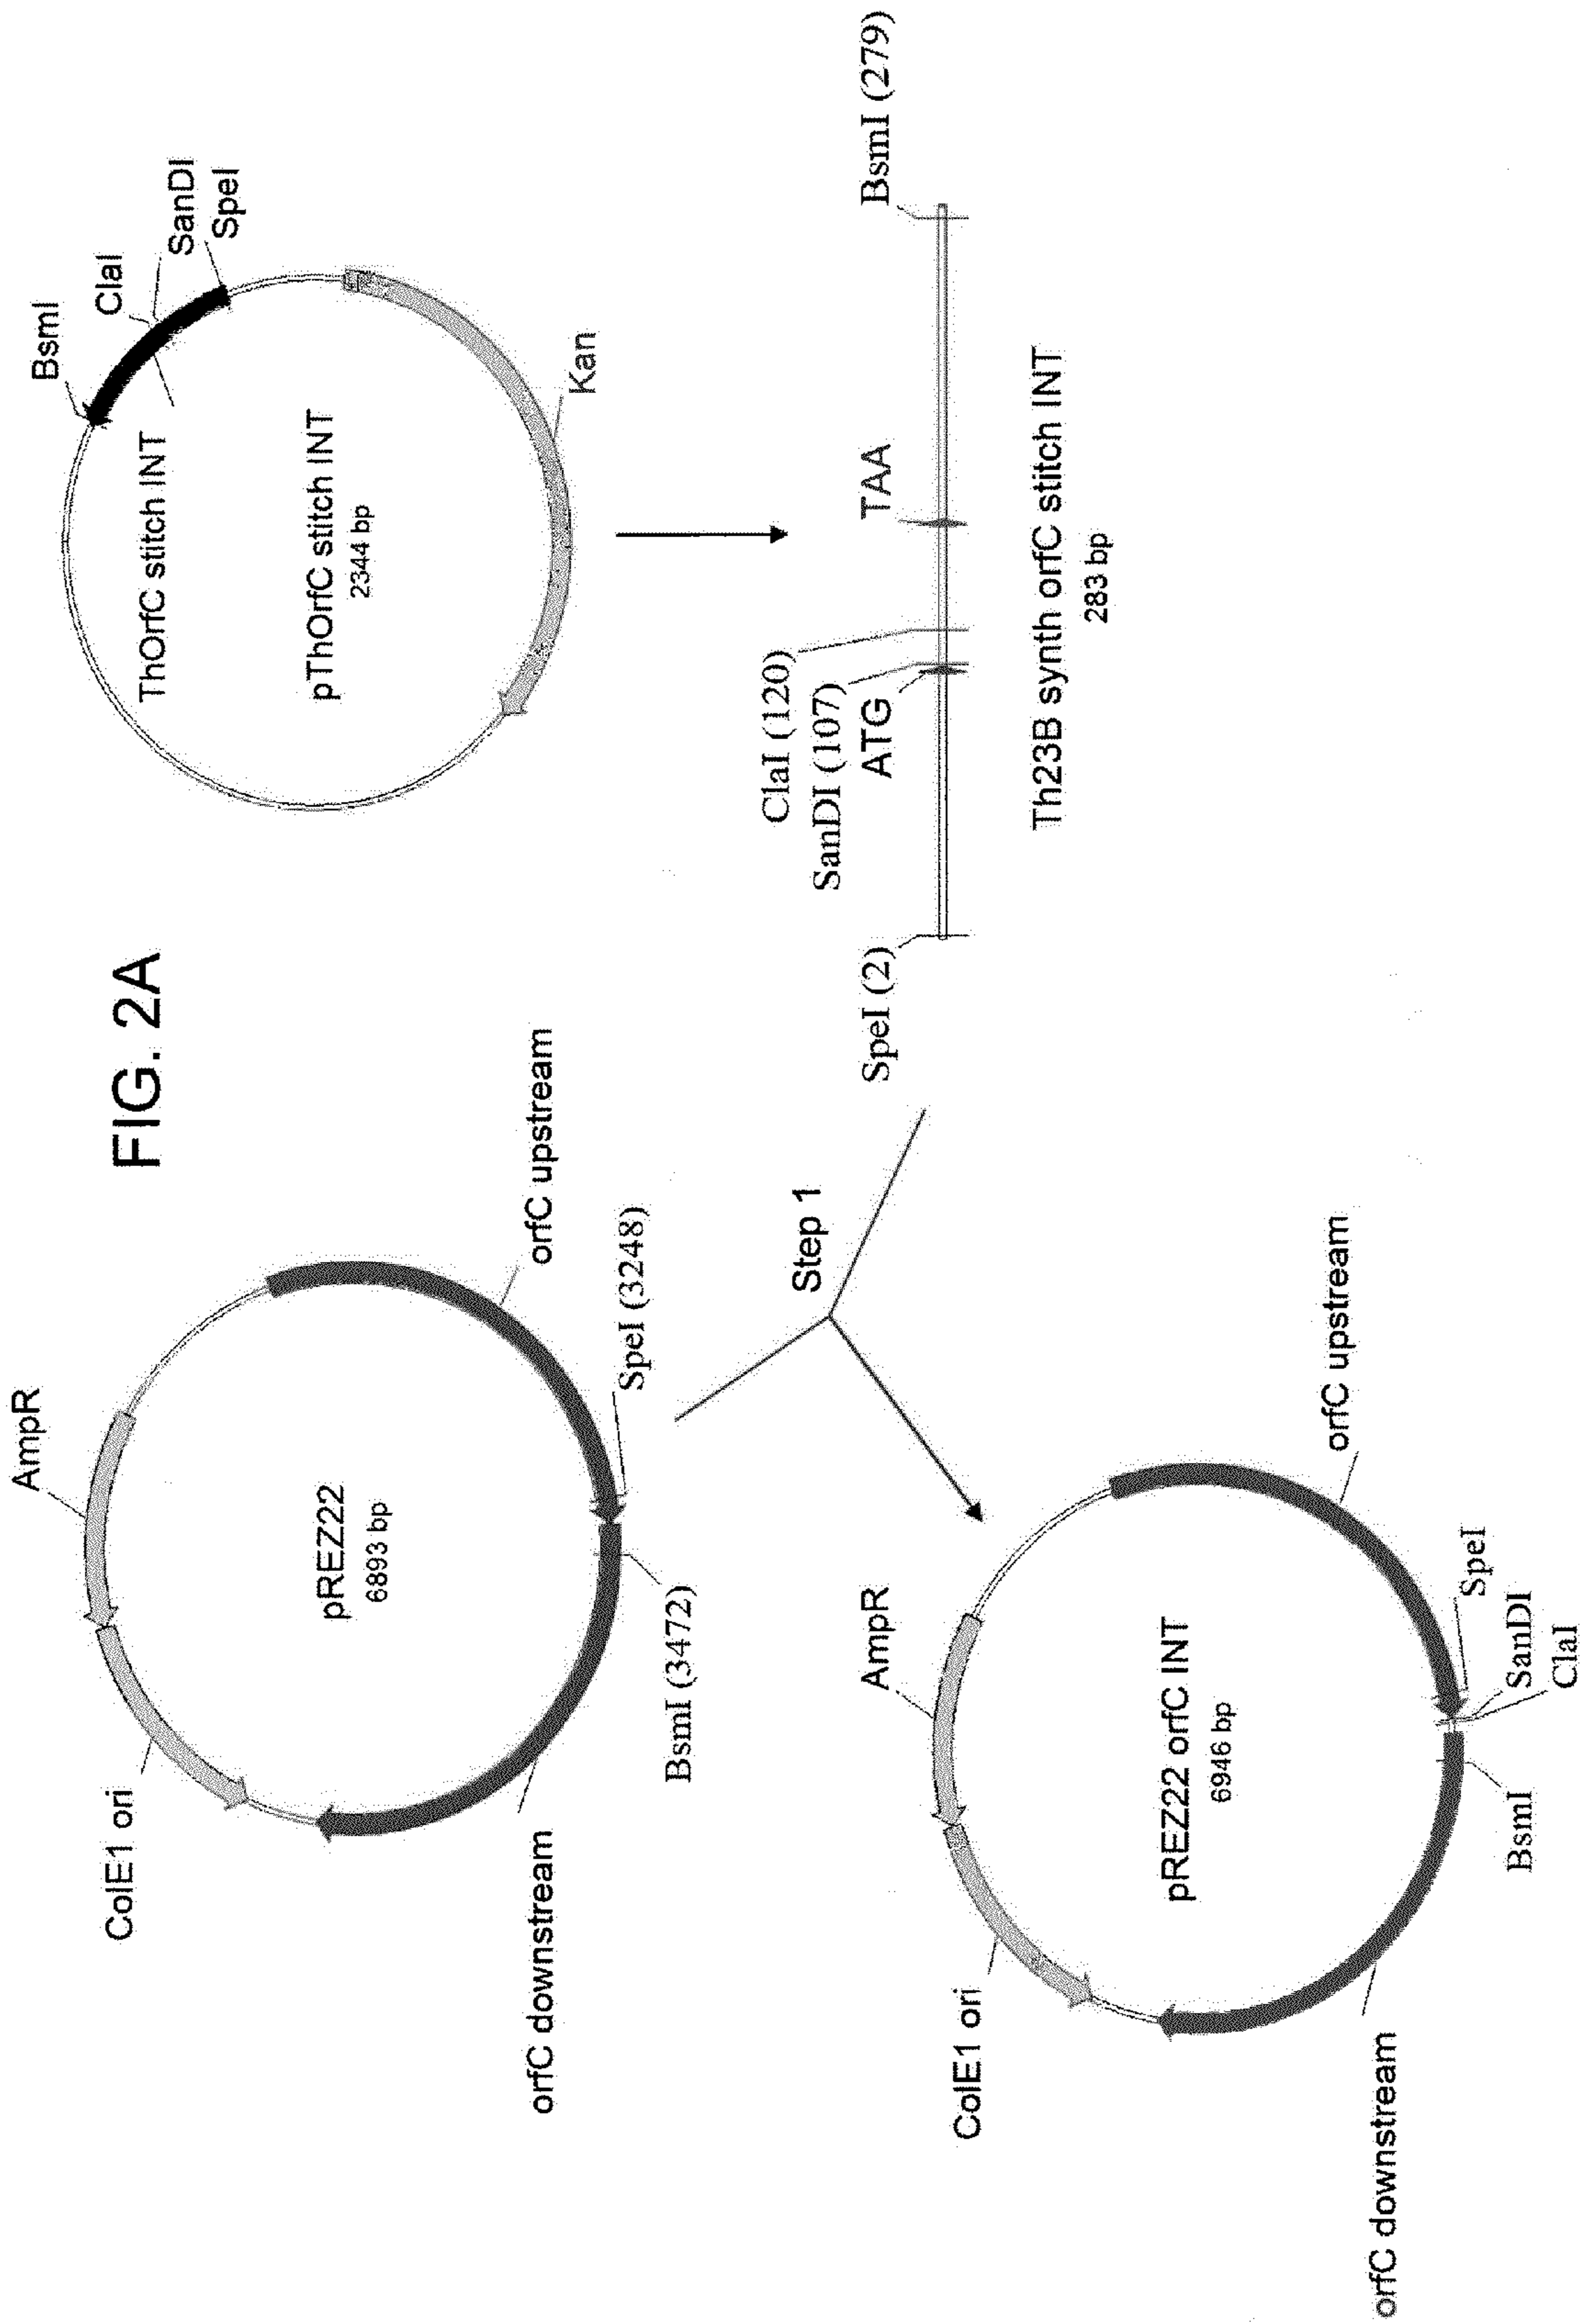 FIG. 2A
AmpR
ColE1 ori
pREZ22
6893 bp
orfC upstream
SpeI (3248)
BsmI (3472)
orfC downstream
BsmI
ClaI
SanDI
SpeI
ThOrfC stitch INT
pThOrfC stitch INT
2344 bp
Kan
Step 1
ClaI (120)
SanDI (107)
ATG
TAA
SpeI (2)
BsmI (279)
Th23B synth orfC stitch INT
283 bp
AmpR
ColE1 ori
pREZ22 orfC INT
6946 bp
orfC upstream
SpeI
SanDI
ClaI
BsmI
orfC downstream